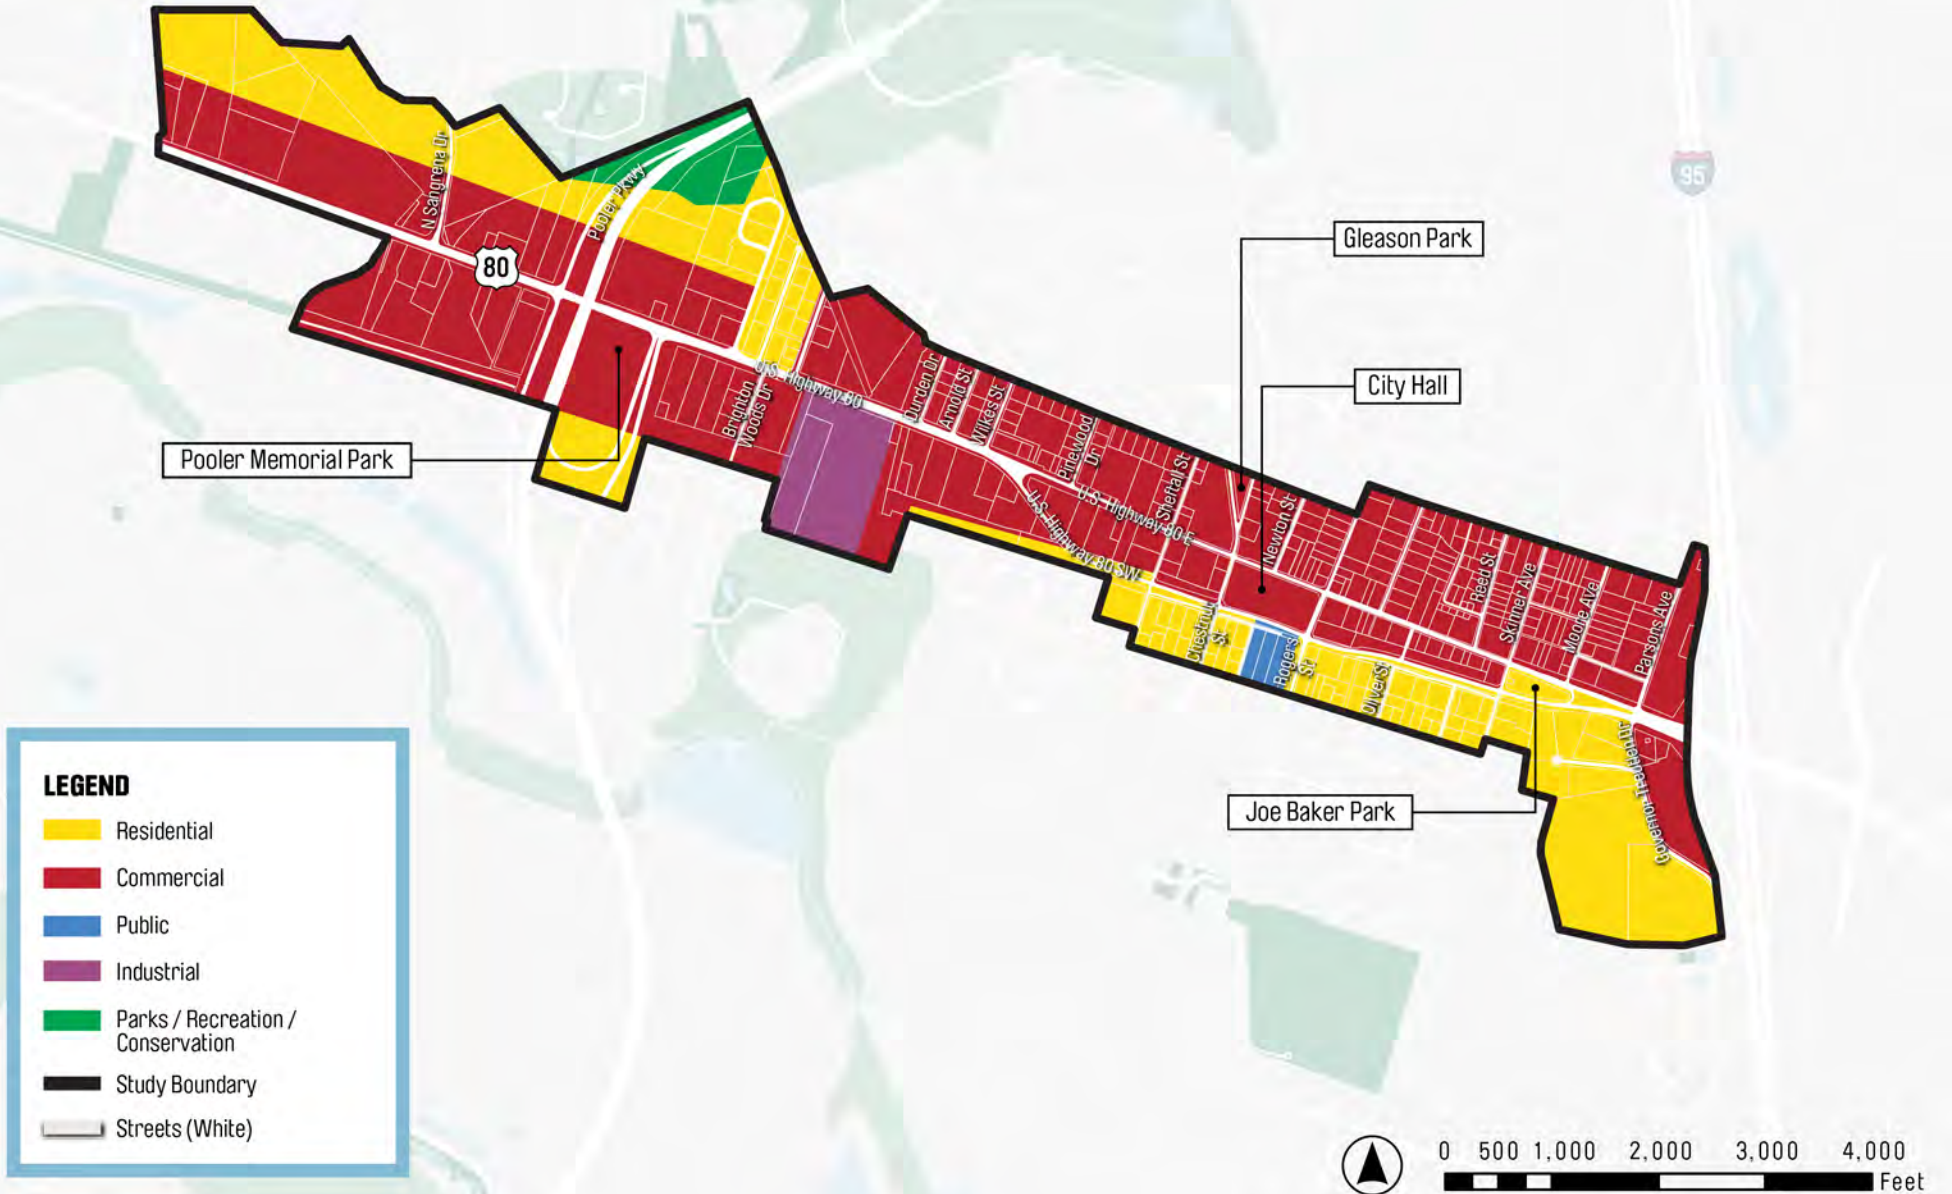 95
Gleason Park
N Sangrena Dr
Pooler Pkwy
80
City Hall
U.S. Highway 80
Durden Dr
Arnold St
Wilkes St
Brighton
Woods Dr
Pinewood
Dr
Pooler Memorial Park
Sheftall St
U.S. Highway 80 E
U.S. Highway 80 SW
Newton St
Reed St
Skinner Ave
Moore Ave
Parsons Ave
Chestnut
St
Rogers
St
Oliver St
Governor Treutlen Dr
Joe Baker Park
LEGEND
Residential
Commercial
Public
Industrial
Parks / Recreation /
Conservation
Study Boundary
Streets (White)
0 500 1,000 2,000 3,000 4,000
Feet